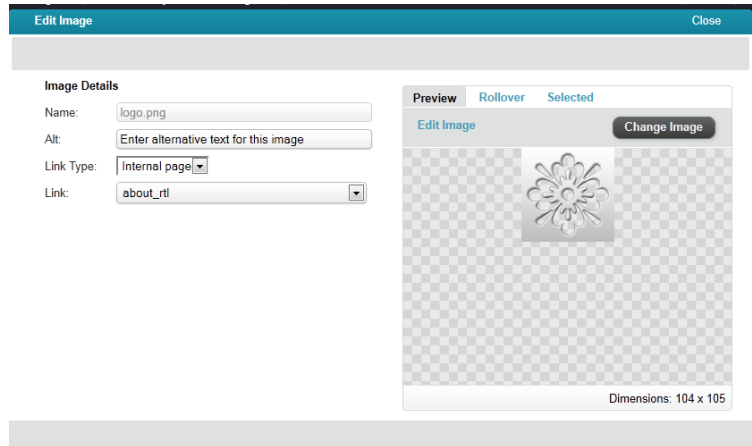 Edit Image
Close
Image Details
Name:
logo.png
Alt:
Enter alternative text for this image
Link Type:
Internal page
Link:
about_rtl
Preview
Rollover
Selected
Edit Image
Change Image
Dimensions: 104 x 105